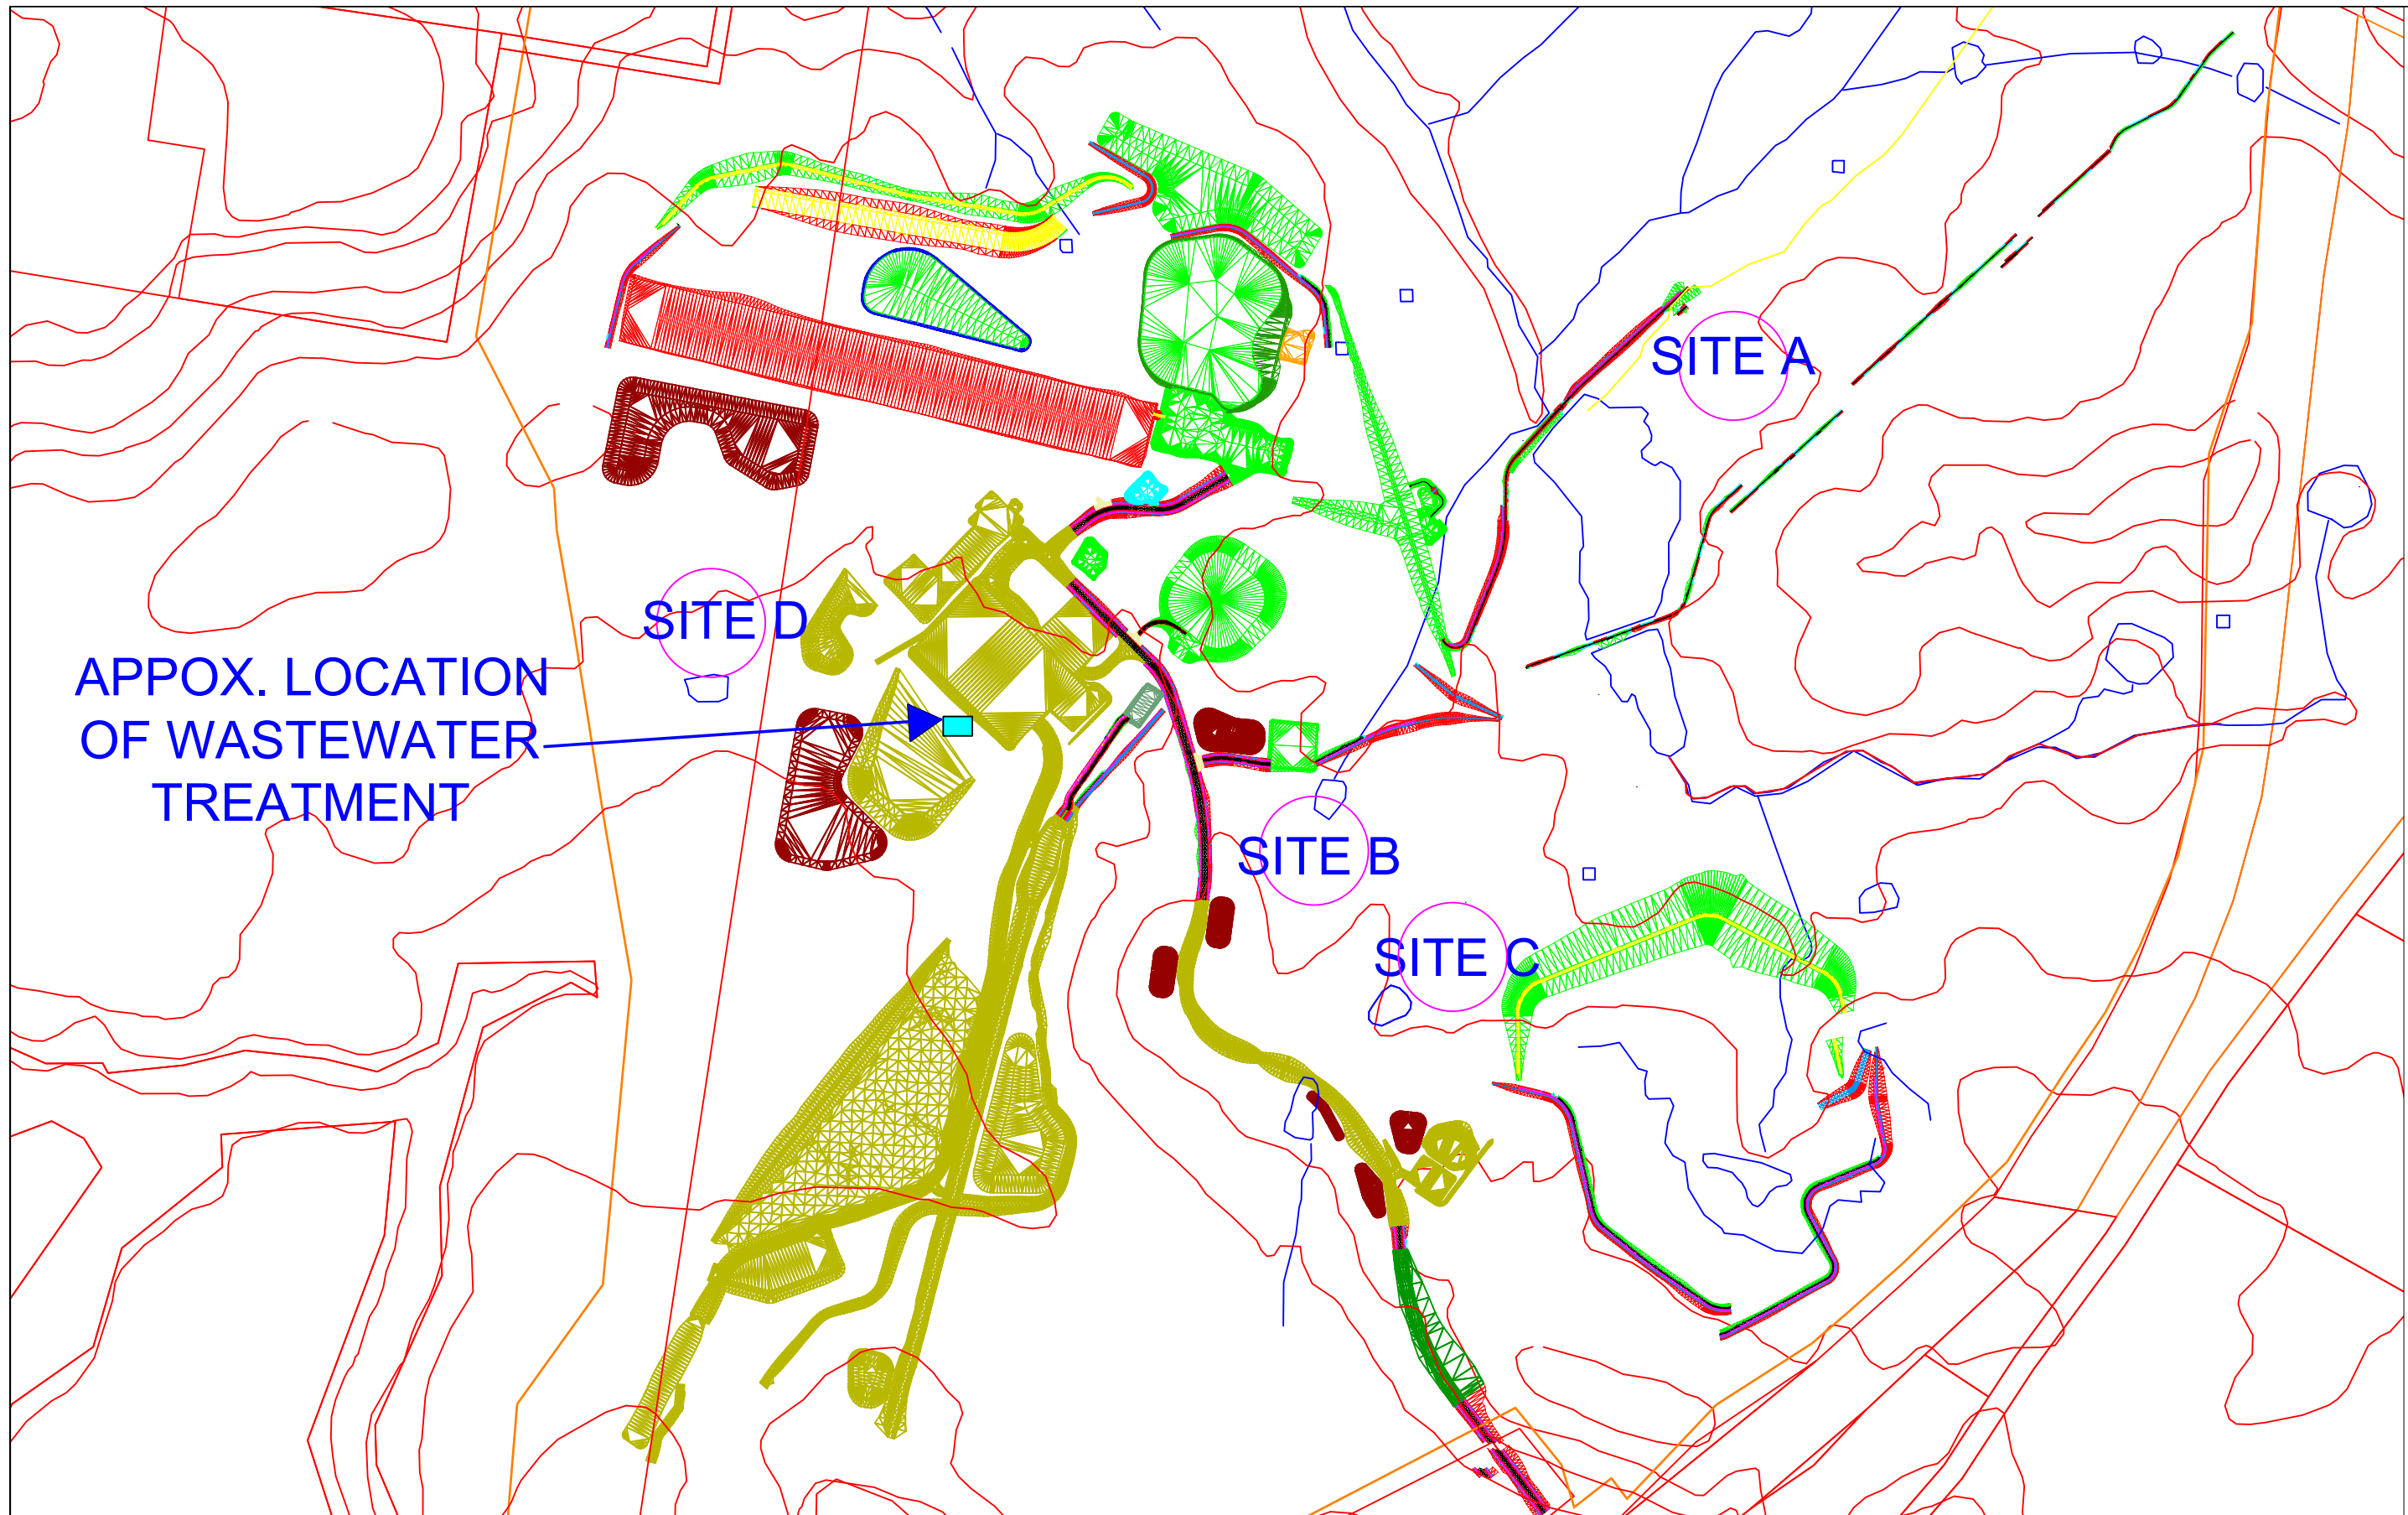 SITE A
SITE D
APPOX. LOCATION
OF WASTEWATER
TREATMENT
SITE B
SITE C